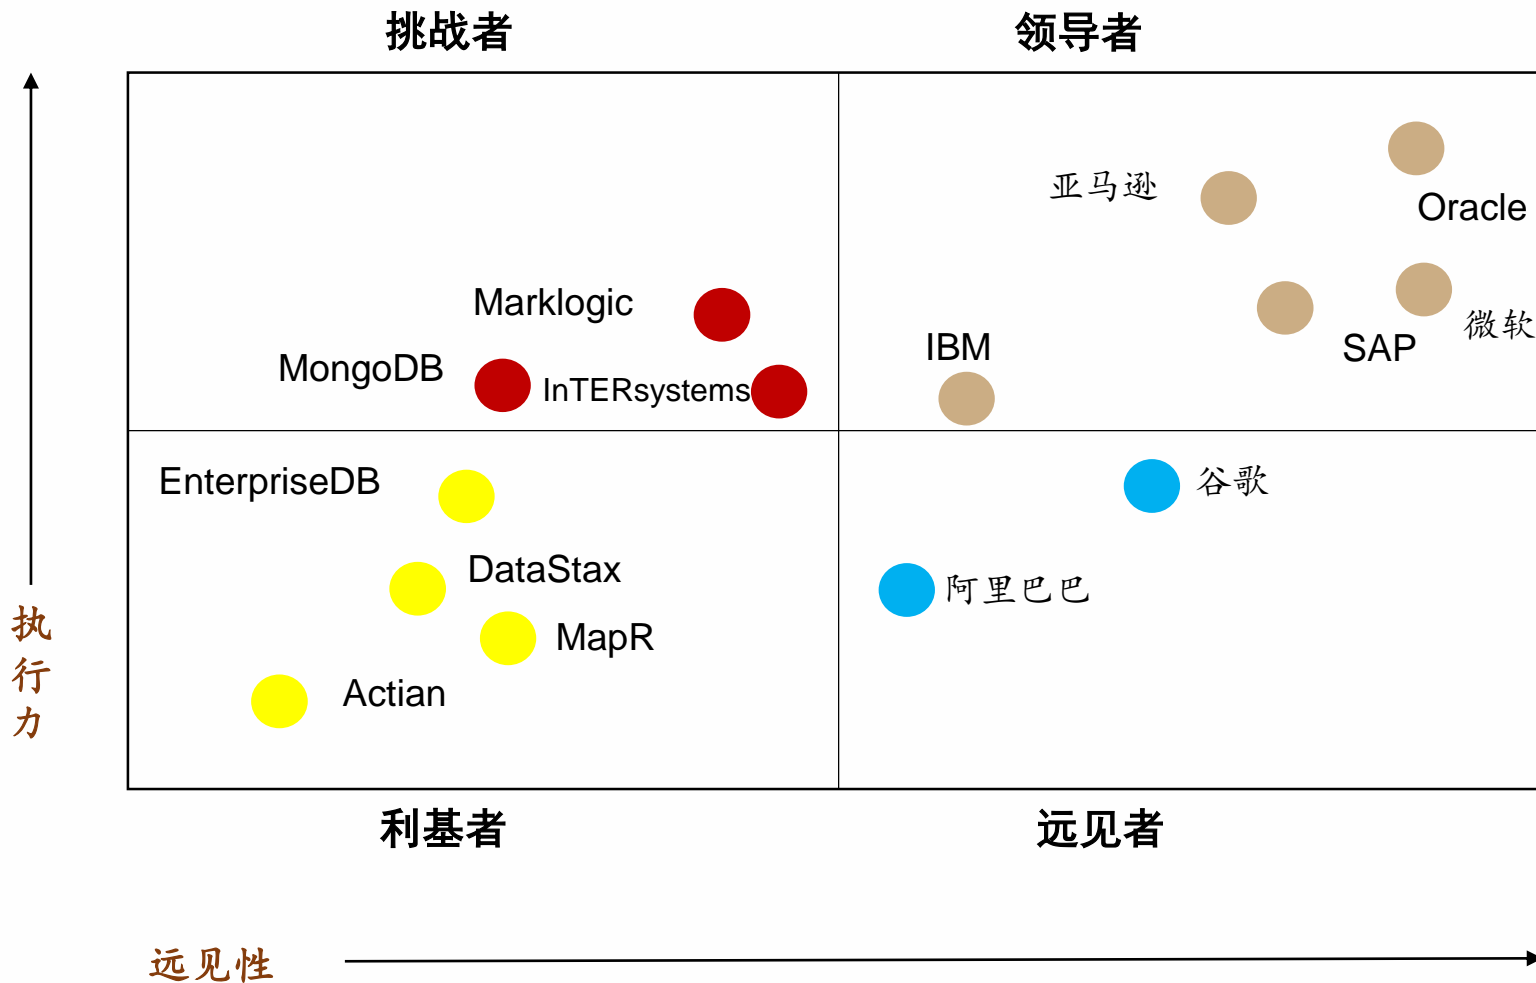 挑战者
领导者
亚马逊
Oracle
Marklogic
微软
IBM
SAP
MongoDB
InTERsystems
EnterpriseDB
谷歌
DataStax
阿里巴巴
MapR
Actian
执
行
力
利基者
远见者
远见性